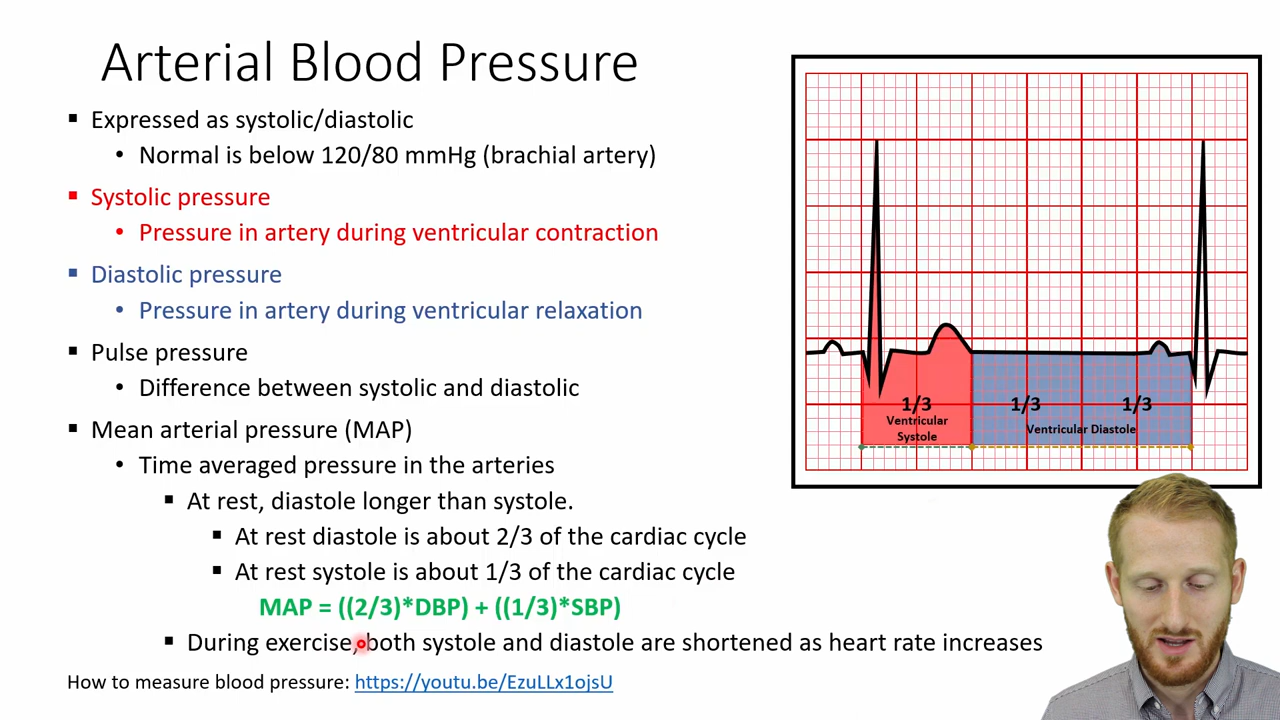 Arterial Blood Pressure
Expressed as systolic/diastolic
Normal is below 120/80 mmHg (brachial artery)
Systolic pressure
Pressure in artery during ventricular contraction
Diastolic pressure
Pressure in artery during ventricular relaxation
Pulse pressure
Difference between systolic and diastolic
Mean arterial pressure (MAP)
Time averaged pressure in the arteries
At rest, diastole longer than systole.
At rest diastole is about 2/3 of the cardiac cycle
At rest systole is about 1/3 of the cardiac cycle
MAP = ((2/3)*DBP) + ((1/3)*SBP)
During exercise, both systole and diastole are shortened as heart rate increases
How to measure blood pressure: https://youtu.be/EzuLLx1ojsU
1/3
Ventricular
Systole
1/3
1/3
Ventricular Diastole